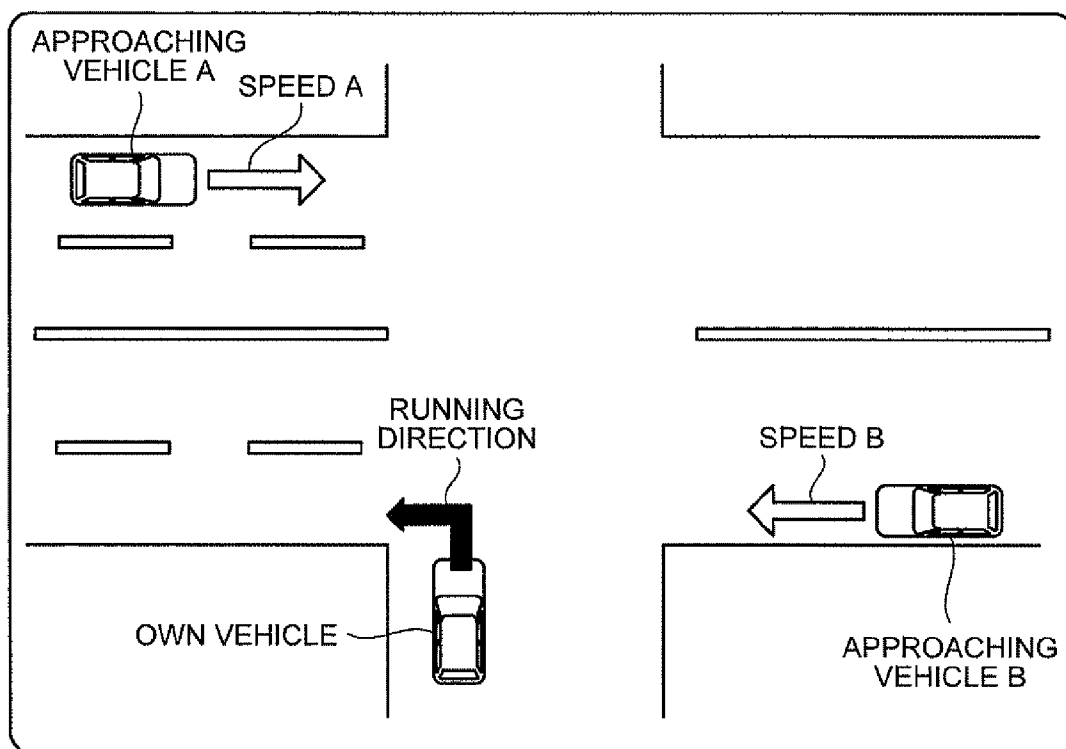 APPROACHING
VEHICLE A
SPEED A
RUNNING
DIRECTION
SPEED B
OWN VEHICLE
APPROACHING
VEHICLE B